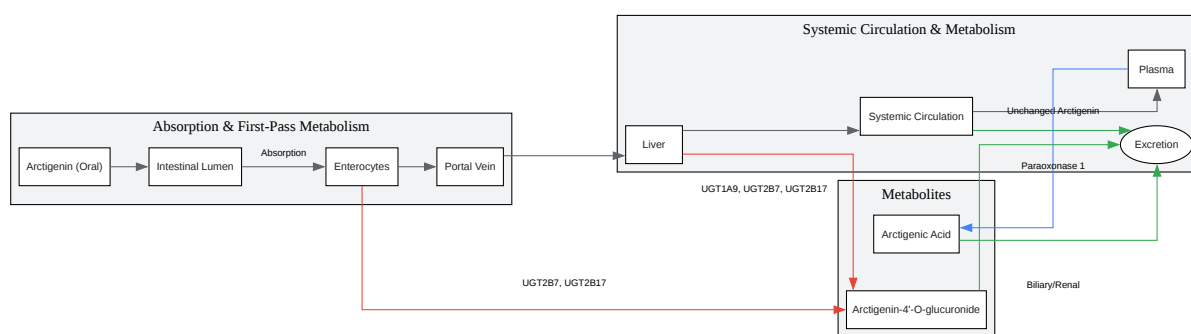 Systemic Circulation & Metabolism
Plasma
Unchanged Arctigenin
Systemic Circulation
Absorption & First-Pass Metabolism
Liver
Excretion
Absorption
Arctigenin (Oral)
Intestinal Lumen
Enterocytes
Portal Vein
Paraoxonase 1
UGT1A9, UGT2B7, UGT2B17
Metabolites
Arctigenic Acid
UGT2B7, UGT2B17
Biliary/Renal
Arctigenin-4'-O-glucuronide